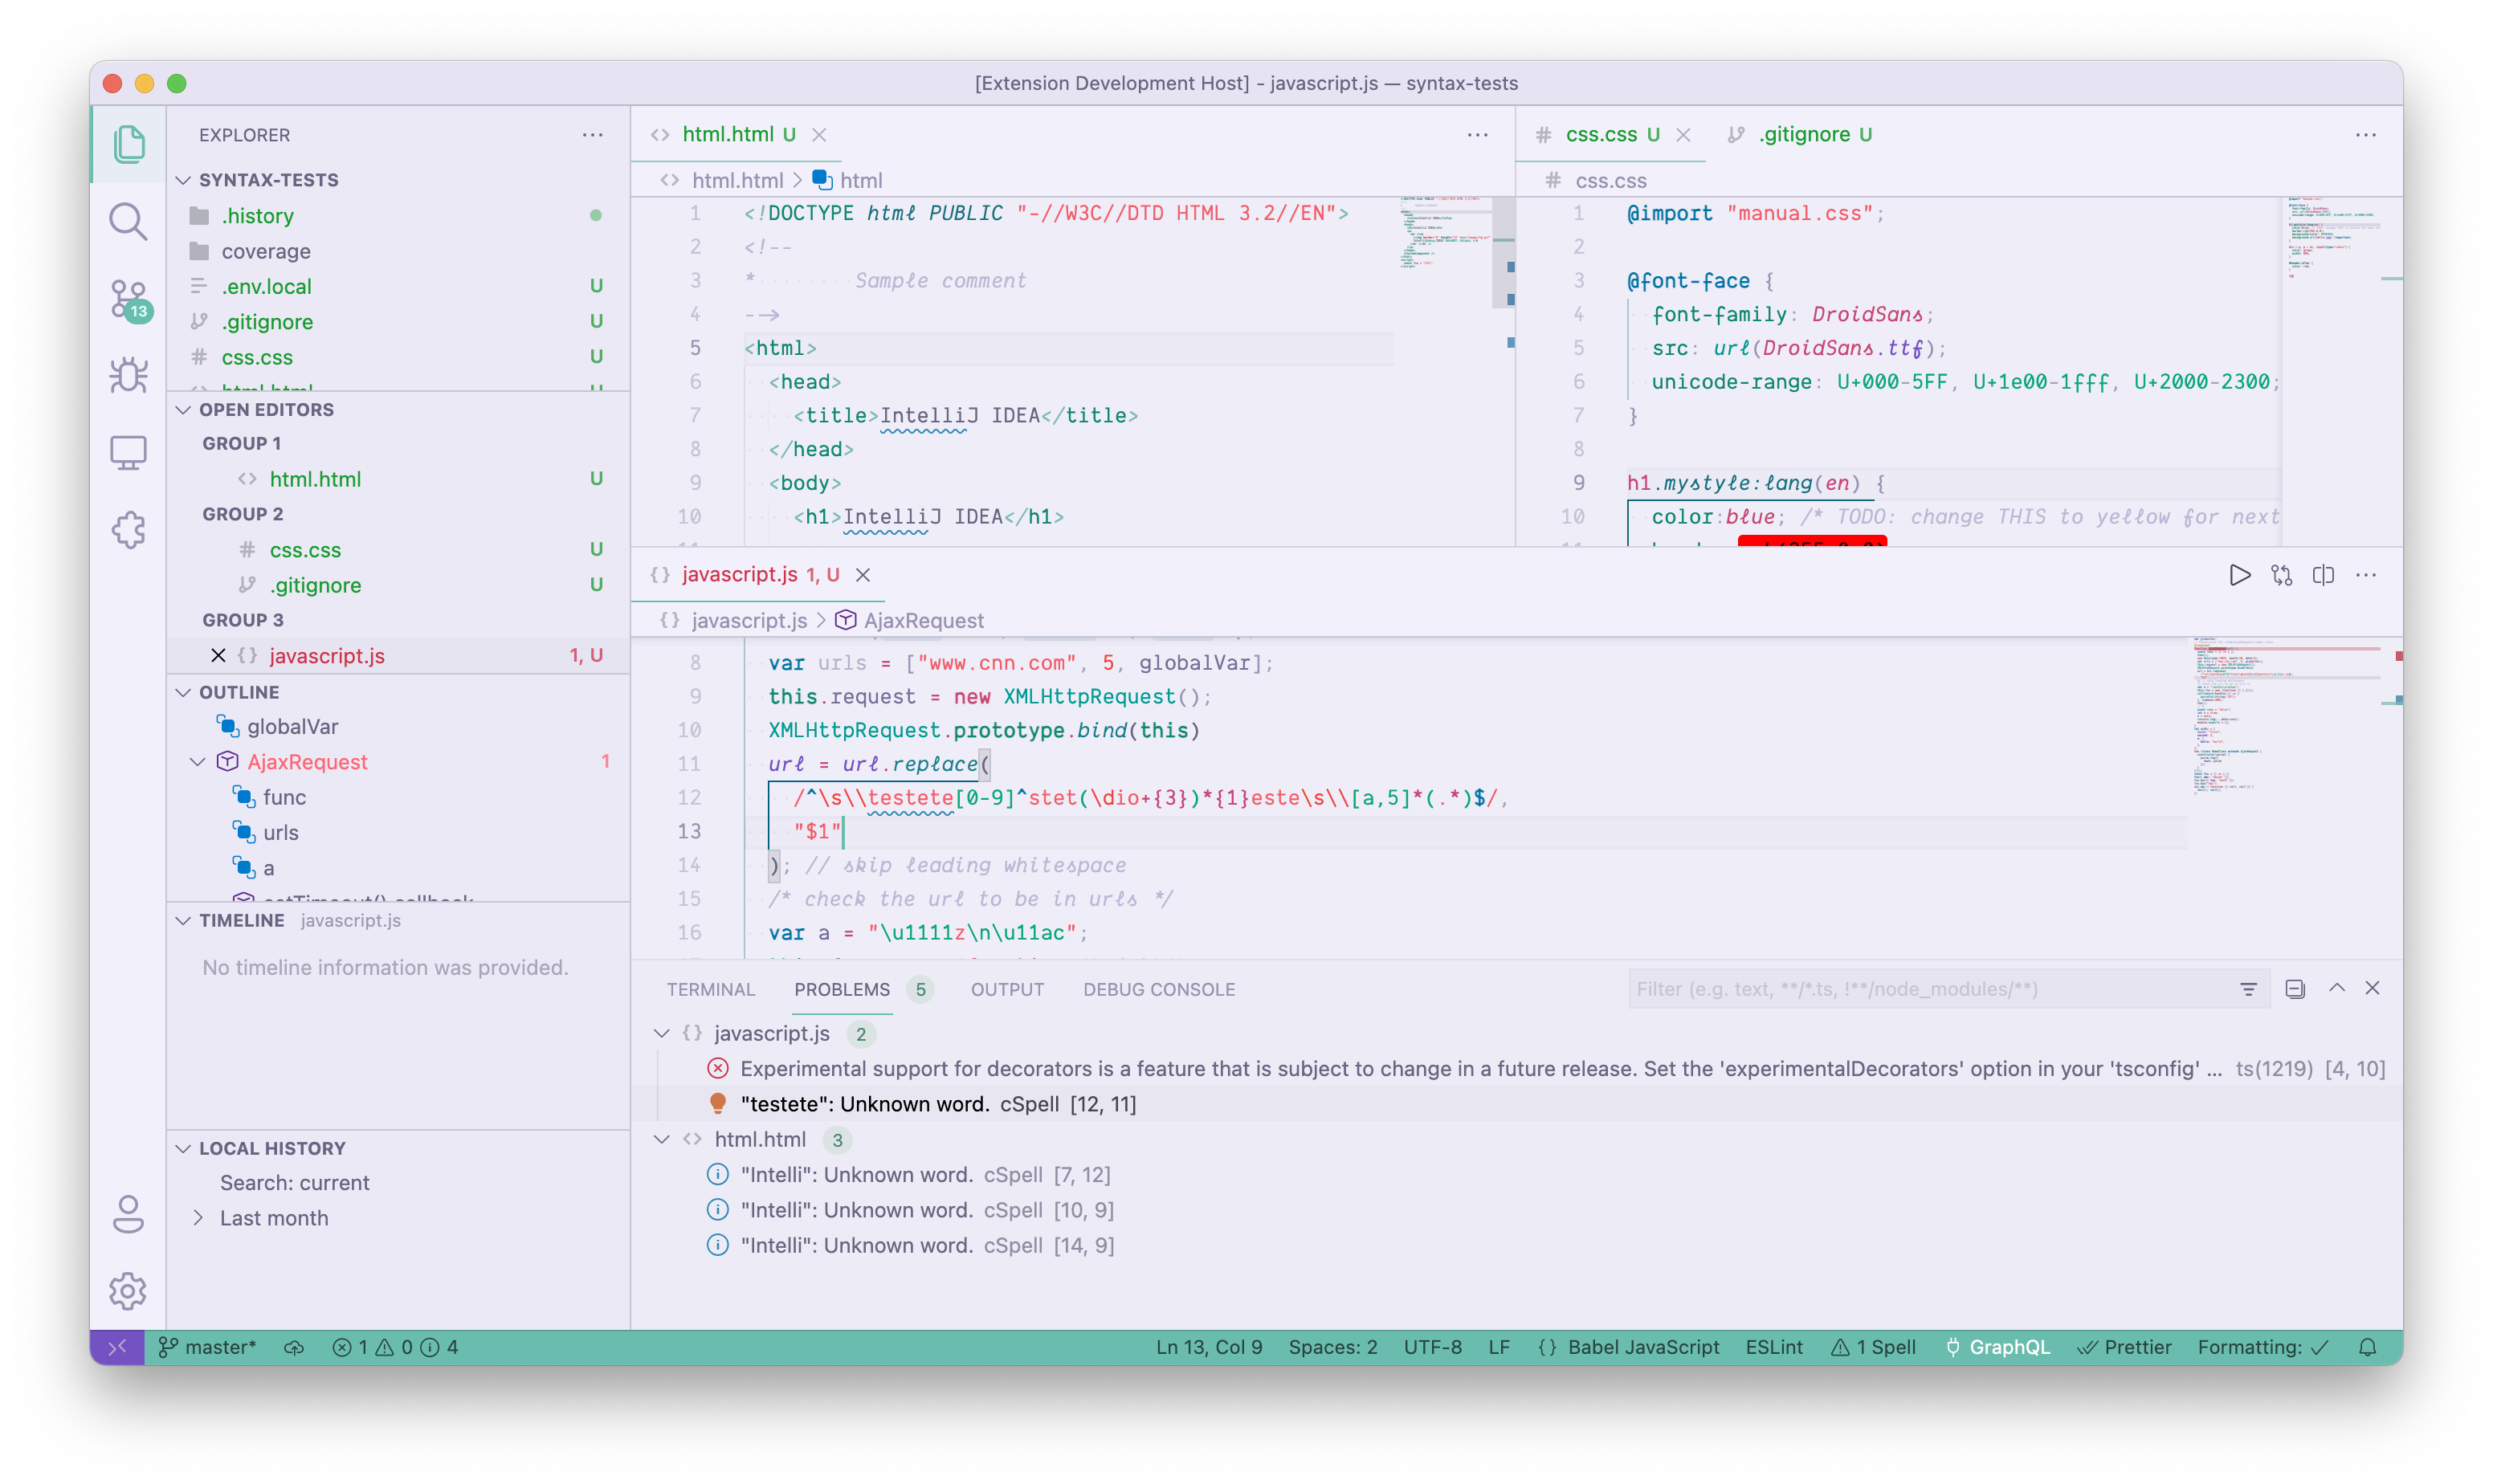 [Extension Development Host] - javascript.js — syntax-tests
EXPLORER
SYNTAX-TESTS
.history
coverage
.env.local U
.gitignore U
css.css U
html.html U
OPEN EDITORS
GROUP 1
html.html U
GROUP 2
css.css U
.gitignore U
GROUP 3
javascript.js 1, U
OUTLINE
globalVar
AjaxRequest 1
func
urls
a
setTimeout() callback
TIMELINE javascript.js
No timeline information was provided.
LOCAL HISTORY
Search: current
Last month
13
html.html U
html.html > html
1 <!DOCTYPE html PUBLIC "-//W3C//DTD HTML 3.2//EN">
2 <!--
3 * Sample comment
4 -->
5 <html>
6 <head>
7 <title>IntelliJ IDEA</title>
8 </head>
9 <body>
10 <h1>IntelliJ IDEA</h1>
css.css U .gitignore U
css.css
1 @import "manual.css";
2
3 @font-face {
4 font-family: DroidSans;
5 src: url(DroidSans.ttf);
6 unicode-range: U+000-5FF, U+1e00-1fff, U+2000-2300;
7 }
8
9 h1.mystyle:lang(en) {
10 color:blue; /* TODO: change THIS to yellow for next
javascript.js 1, U
javascript.js > AjaxRequest
8 var urls = ["www.cnn.com", 5, globalVar];
9 this.request = new XMLHttpRequest();
10 XMLHttpRequest.prototype.bind(this)
11 url = url.replace(
12 /^\s\\testete[0-9]^stet(\dio+{3})*{1}este\s\\[a,5]*(.*)$/,
13 "$1"
14 ); // skip leading whitespace
15 /* check the url to be in urls */
16 var a = "\u1111z\n\u11ac";
TERMINAL PROBLEMS 5 OUTPUT DEBUG CONSOLE
Filter (e.g. text, **/*.ts, !**/node_modules/**)
javascript.js 2
Experimental support for decorators is a feature that is subject to change in a future release. Set the 'experimentalDecorators' option in your 'tsconfig' ... ts(1219) [4, 10]
"testete": Unknown word. cSpell [12, 11]
html.html 3
"Intelli": Unknown word. cSpell [7, 12]
"Intelli": Unknown word. cSpell [10, 9]
"Intelli": Unknown word. cSpell [14, 9]
master* 1 0 4 Ln 13, Col 9 Spaces: 2 UTF-8 LF {} Babel JavaScript ESLint 1 Spell GraphQL Prettier Formatting: ✓